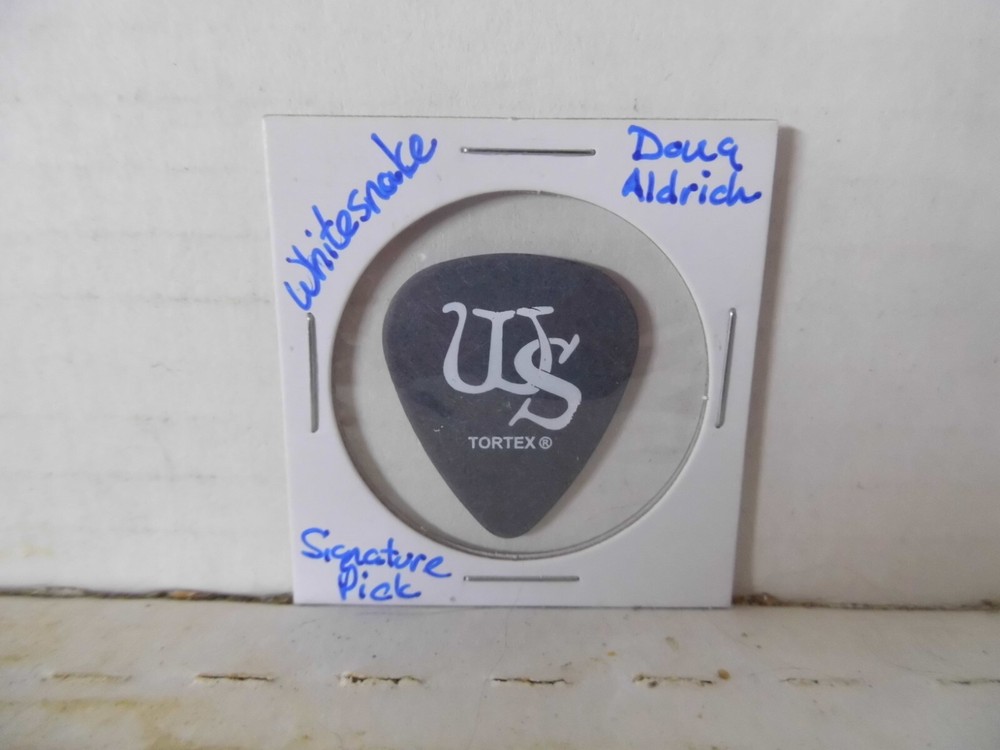 Whitesnake
Doug
Aldrich
WS
TORTEX ®
Signature
Pick